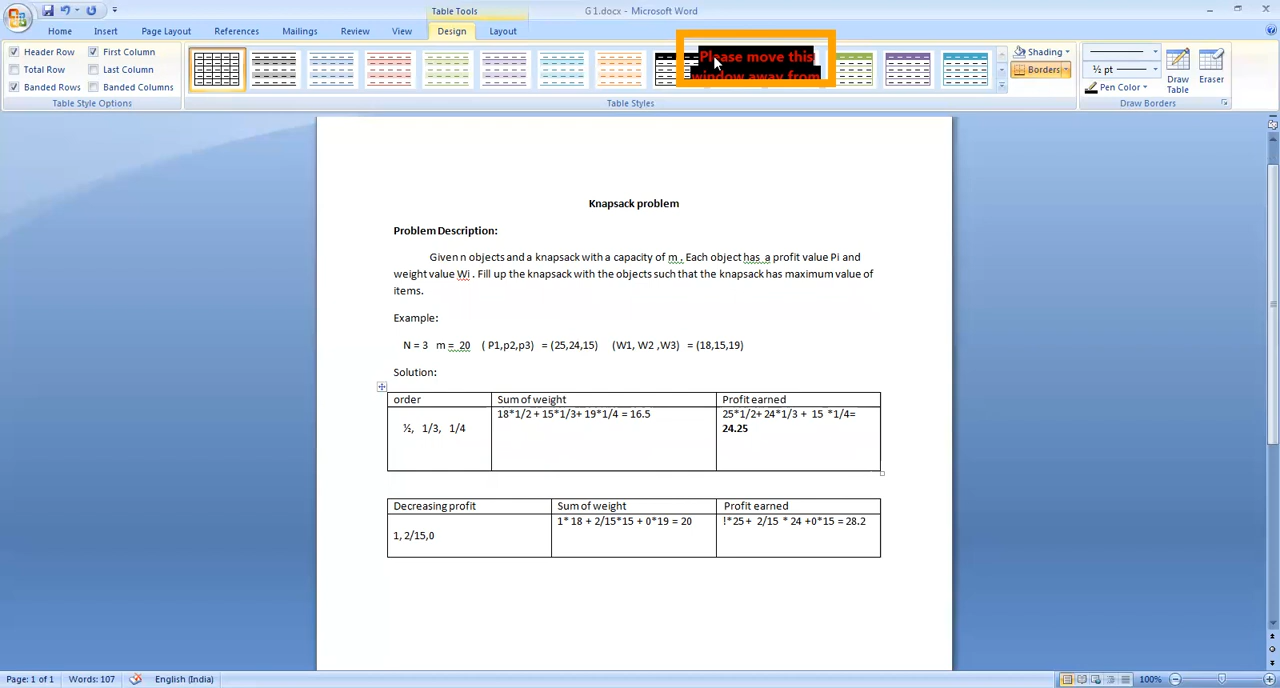 Table Tools
G 1.docx - Microsoft Word
Home Insert Page Layout References Mailings Review View Design Layout
Header Row First Column
Total Row Last Column
Banded Rows Banded Columns
Table Style Options
Please move this
window away from
Table Styles
Shading
Borders
½ pt
Pen Color
Draw
Table
Eraser
Draw Borders
Knapsack problem
Problem Description:
Given n objects and a knapsack with a capacity of m . Each object has a profit value Pi and
weight value Wi . Fill up the knapsack with the objects such that the knapsack has maximum value of
items.
Example:
N = 3 m = 20 ( P1,p2,p3) = (25,24,15) (W1, W2 ,W3) = (18,15,19)
Solution:
order Sum of weight Profit earned
18*1/2 + 15*1/3+ 19*1/4 = 16.5 25*1/2+ 24*1/3 + 15 *1/4=
½, 1/3, 1/4 24.25
Decreasing profit Sum of weight Profit earned
1* 18 + 2/15*15 + 0*19 = 20 !*25 + 2/15 * 24 +0*15 = 28.2
1, 2/15,0
Page: 1 of 1 Words: 107 English (India) 100%